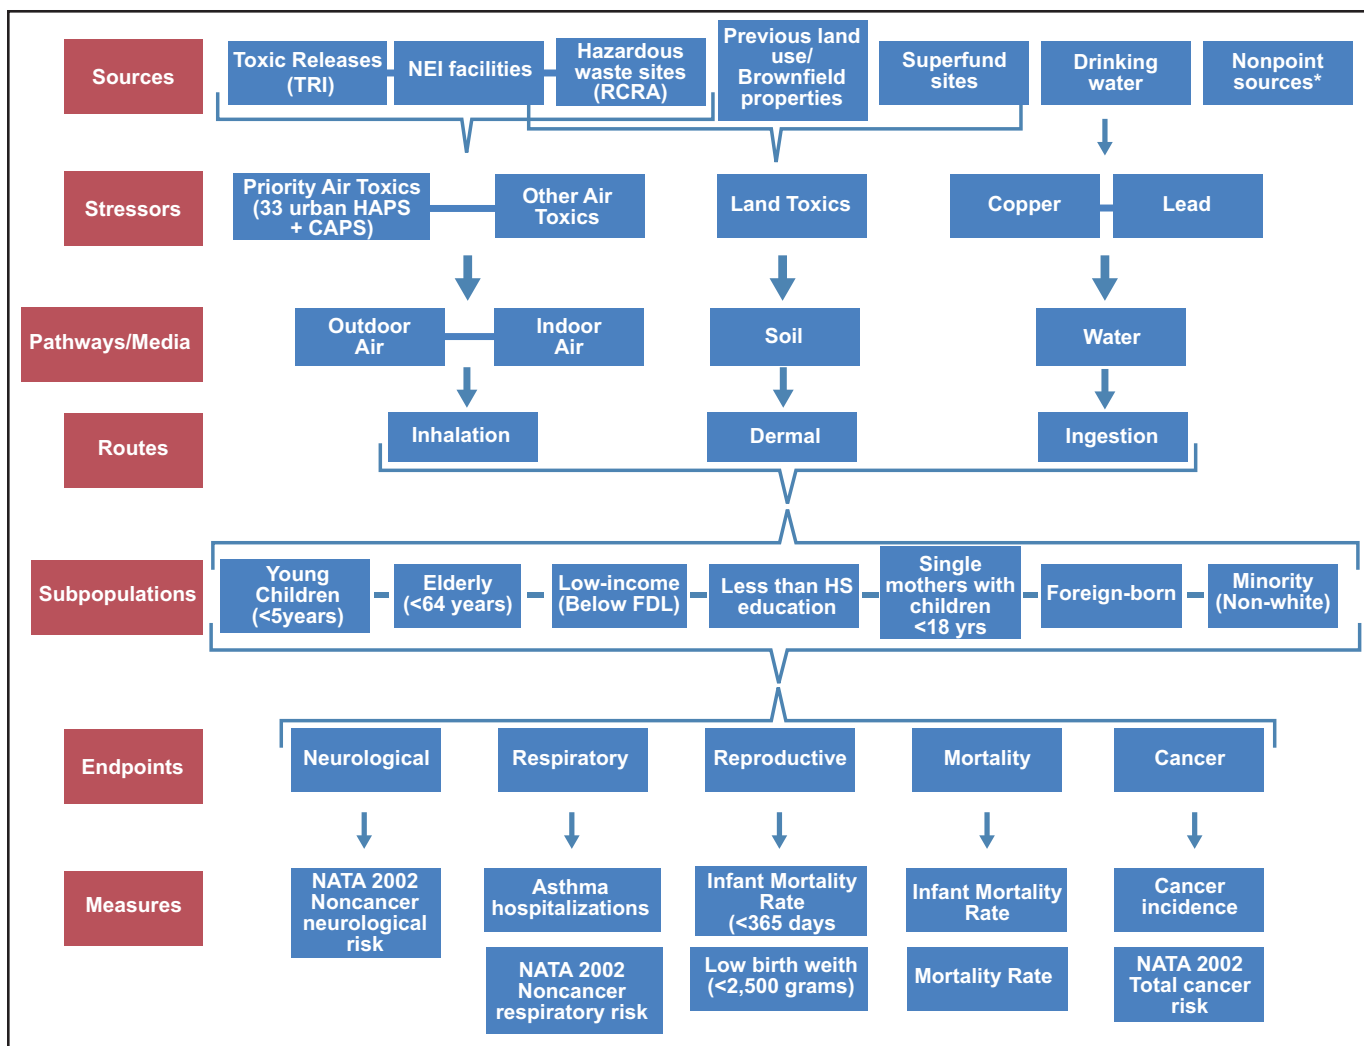 Sources
Toxic Releases
(TRI)
NEI facilities
Hazardous
waste sites
(RCRA)
Previous land
use/
Brownfield
properties
Superfund
sites
Drinking
water
Nonpoint
sources*
Stressors
Priority Air Toxics
(33 urban HAPS
+ CAPS)
Other Air
Toxics
Land Toxics
Copper
Lead
Pathways/Media
Outdoor
Air
Indoor
Air
Soil
Water
Routes
Inhalation
Dermal
Ingestion
Subpopulations
Young
Children
(<5years)
Elderly
(<64 years)
Low-income
(Below FDL)
Less than HS
education
Single
mothers with
children
<18 yrs
Foreign-born
Minority
(Non-white)
Endpoints
Neurological
Respiratory
Reproductive
Mortality
Cancer
Measures
NATA 2002
Noncancer
neurological
risk
Asthma
hospitalizations
Infant Mortality
Rate
(<365 days
Infant Mortality
Rate
Cancer
incidence
NATA 2002
Noncancer
respiratory risk
Low birth weith
(<2,500 grams)
Mortality Rate
NATA 2002
Total cancer
risk